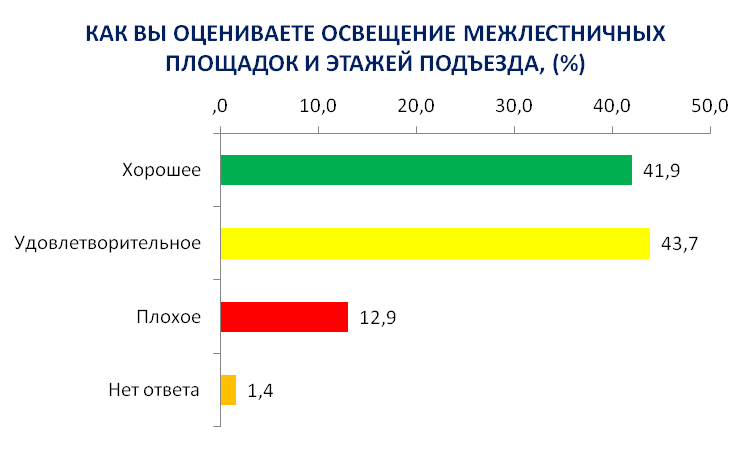 КАК ВЫ ОЦЕНИВАЕТЕ ОСВЕЩЕНИЕ МЕЖЛЕСТНИЧНЫХ
ПЛОЩАДОК И ЭТАЖЕЙ ПОДЪЕЗДА, (%)
,0 10,0 20,0 30,0 40,0 50,0
Хорошее 41,9
Удовлетворительное 43,7
Плохое 12,9
Нет ответа 1,4